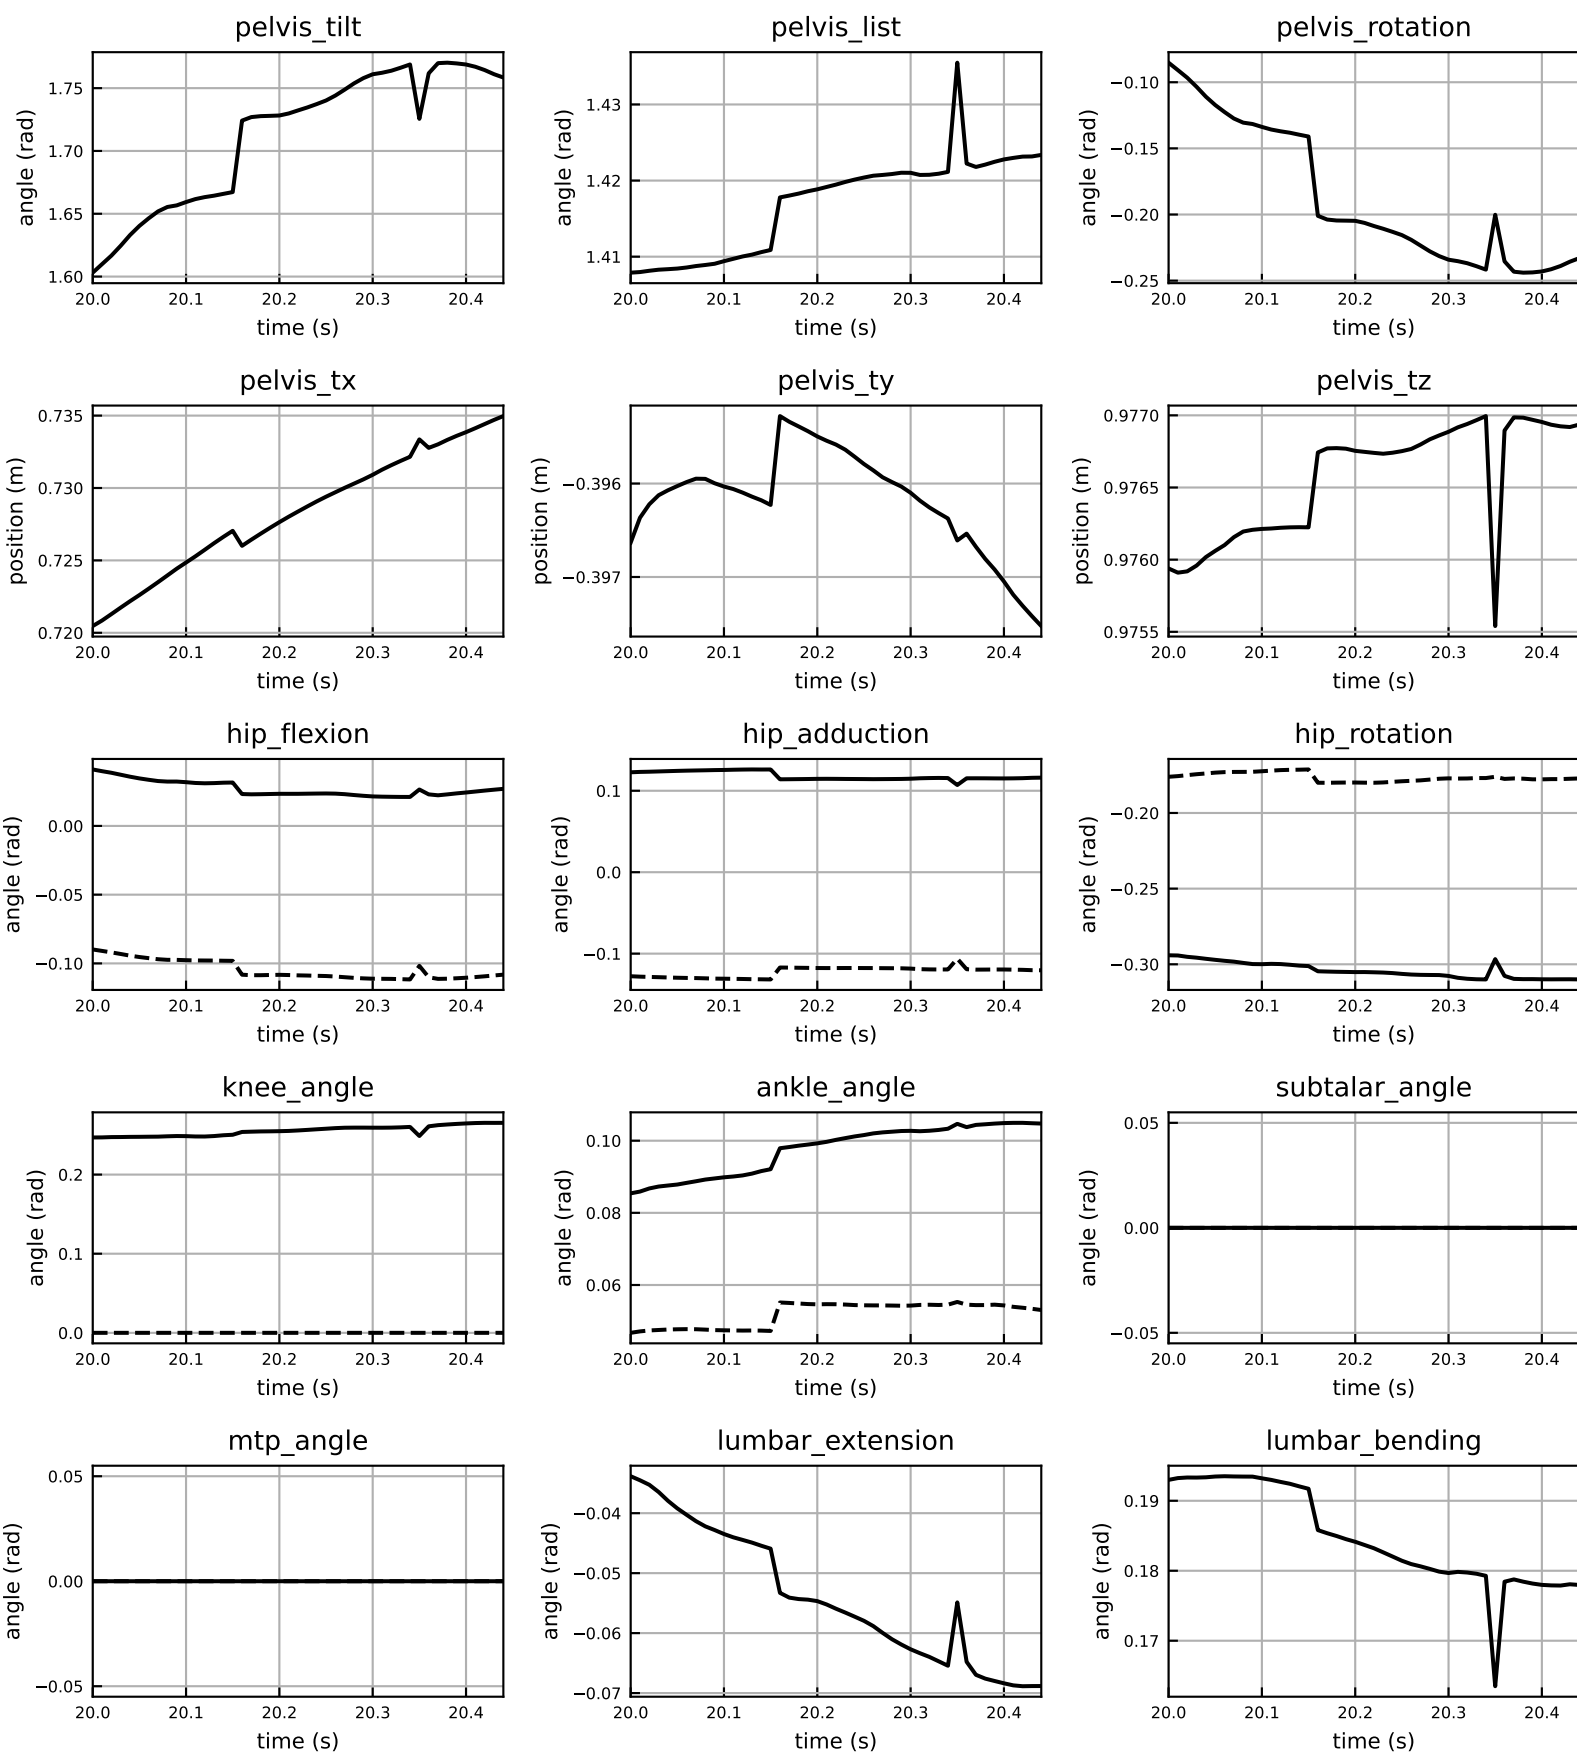 pelvis_tilt
angle (rad)
1.75
1.70
1.65
1.60
20.0 20.1 20.2 20.3 20.4
time (s)
pelvis_list
angle (rad)
1.43
1.42
1.41
20.0 20.1 20.2 20.3 20.4
time (s)
pelvis_rotation
angle (rad)
−0.10
−0.15
−0.20
−0.25
20.0 20.1 20.2 20.3 20.4
time (s)
pelvis_tx
position (m)
0.735
0.730
0.725
0.720
20.0 20.1 20.2 20.3 20.4
time (s)
pelvis_ty
position (m)
−0.396
−0.397
20.0 20.1 20.2 20.3 20.4
time (s)
pelvis_tz
position (m)
0.9770
0.9765
0.9760
0.9755
20.0 20.1 20.2 20.3 20.4
time (s)
hip_flexion
angle (rad)
0.00
−0.05
−0.10
20.0 20.1 20.2 20.3 20.4
time (s)
hip_adduction
angle (rad)
0.1
0.0
−0.1
20.0 20.1 20.2 20.3 20.4
time (s)
hip_rotation
angle (rad)
−0.20
−0.25
−0.30
20.0 20.1 20.2 20.3 20.4
time (s)
knee_angle
angle (rad)
0.2
0.1
0.0
20.0 20.1 20.2 20.3 20.4
time (s)
ankle_angle
angle (rad)
0.10
0.08
0.06
20.0 20.1 20.2 20.3 20.4
time (s)
subtalar_angle
angle (rad)
0.05
0.00
−0.05
20.0 20.1 20.2 20.3 20.4
time (s)
mtp_angle
angle (rad)
0.05
0.00
−0.05
20.0 20.1 20.2 20.3 20.4
time (s)
lumbar_extension
angle (rad)
−0.04
−0.05
−0.06
−0.07
20.0 20.1 20.2 20.3 20.4
time (s)
lumbar_bending
angle (rad)
0.19
0.18
0.17
20.0 20.1 20.2 20.3 20.4
time (s)